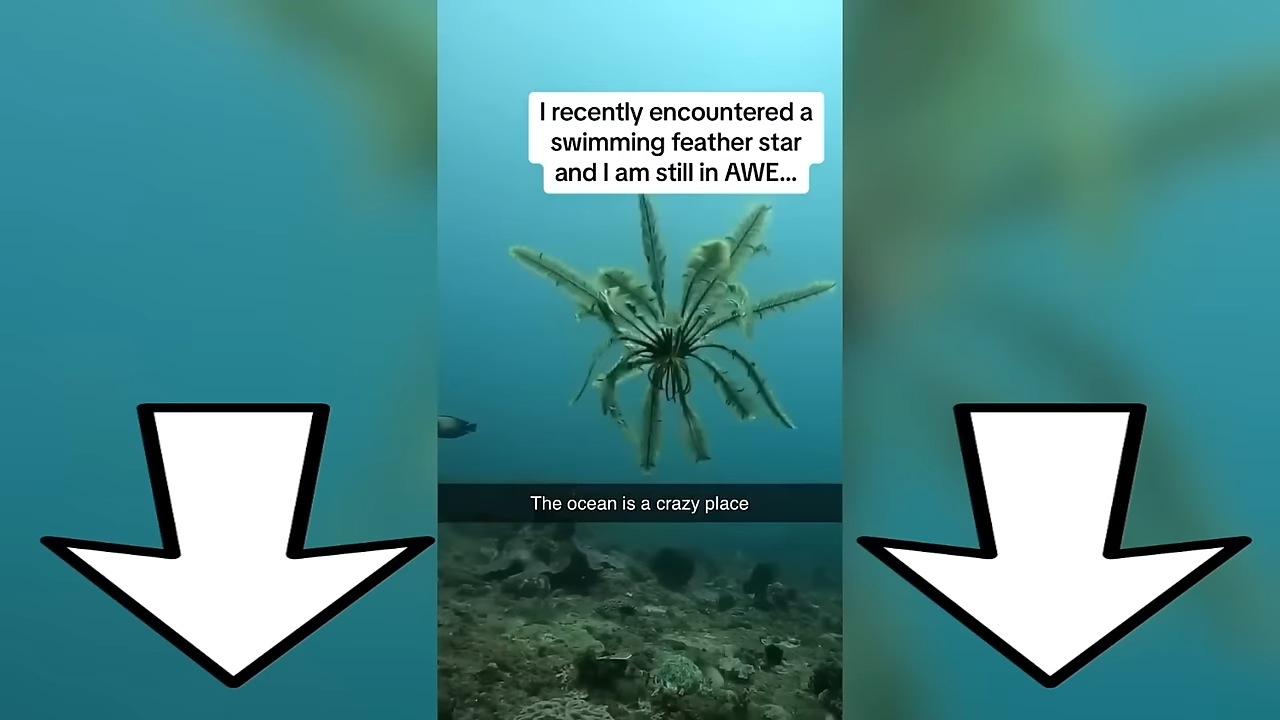 I recently encountered a
swimming feather star
and I am still in AWE...
The ocean is a crazy place